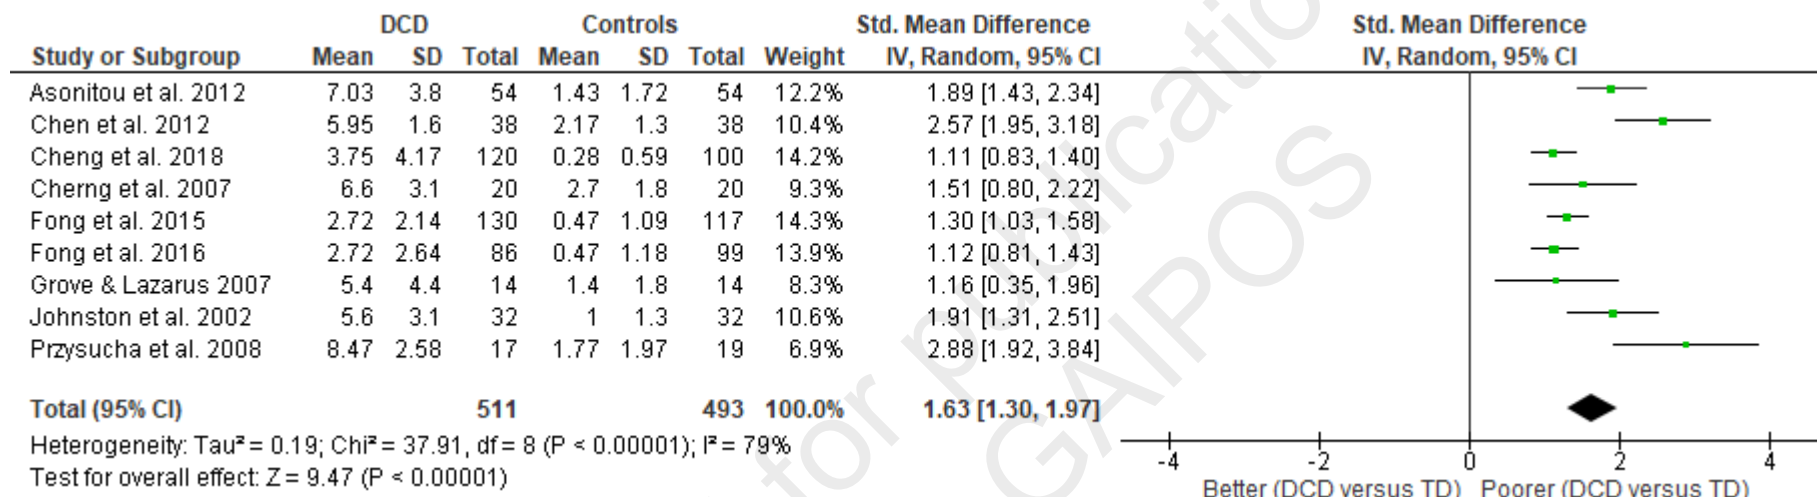 DCD Controls Std. Mean Difference Std. Mean Difference
Study or Subgroup Mean SD Total Mean SD Total Weight IV, Random, 95% CI IV, Random, 95% CI
Asonitou et al. 2012 7.03 3.8 54 1.43 1.72 54 12.2% 1.89 [1.43, 2.34]
Chen et al. 2012 5.95 1.6 38 2.17 1.3 38 10.4% 2.57 [1.95, 3.18]
Cheng et al. 2018 3.75 4.17 120 0.28 0.59 100 14.2% 1.11 [0.83, 1.40]
Cherng et al. 2007 6.6 3.1 20 2.7 1.8 20 9.3% 1.51 [0.80, 2.22]
Fong et al. 2015 2.72 2.14 130 0.47 1.09 117 14.3% 1.30 [1.03, 1.58]
Fong et al. 2016 2.72 2.64 86 0.47 1.18 99 13.9% 1.12 [0.81, 1.43]
Grove & Lazarus 2007 5.4 4.4 14 1.4 1.8 14 8.3% 1.16 [0.35, 1.96]
Johnston et al. 2002 5.6 3.1 32 1 1.3 32 10.6% 1.91 [1.31, 2.51]
Przysucha et al. 2008 8.47 2.58 17 1.77 1.97 19 6.9% 2.88 [1.92, 3.84]
Total (95% CI) 511 493 100.0% 1.63 [1.30, 1.97]
Heterogeneity: Tau² = 0.19; Chi² = 37.91, df = 8 (P < 0.00001); I² = 79%
Test for overall effect: Z = 9.47 (P < 0.00001)
-4 -2 0 2 4
Better (DCD versus TD) Poorer (DCD versus TD)
for publication
GAIPOS